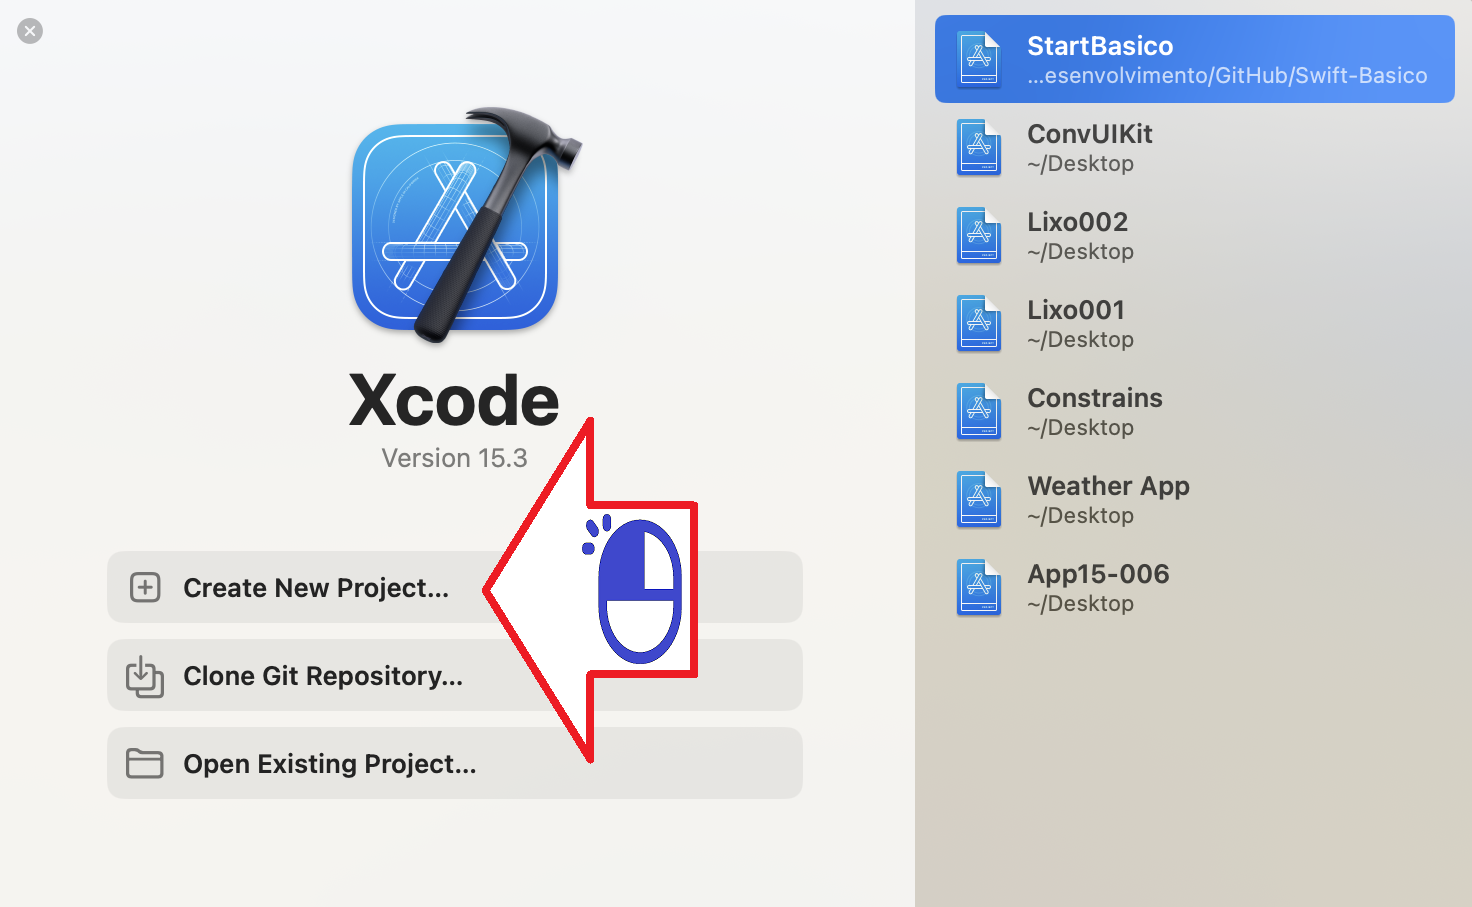 Xcode
Version 15.3
Create New Project...
Clone Git Repository...
Open Existing Project...
StartBasico
...esenvolvimento/GitHub/Swift-Basico
ConvUIKit
~/Desktop
Lixo002
~/Desktop
Lixo001
~/Desktop
Constrains
~/Desktop
Weather App
~/Desktop
App15-006
~/Desktop